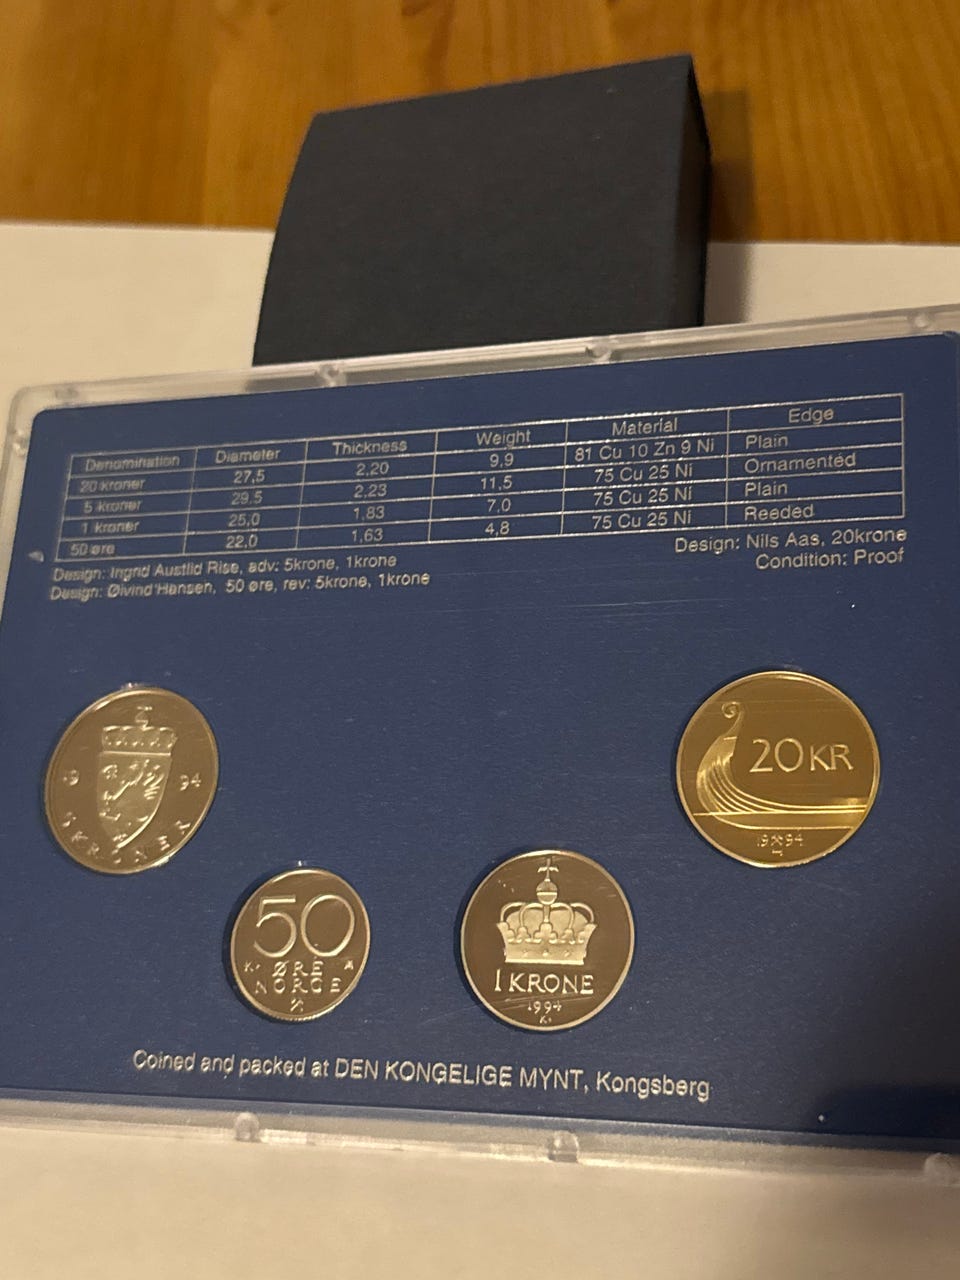 Denomination Diameter Thickness Weight Material Edge
20 kroner 27,5 2,20 9,9 81 Cu 10 Zn 9 Ni Plain
5 kroner 29,5 2,23 11,5 75 Cu 25 Ni Ornamented
1 kroner 25,0 1,83 7,0 75 Cu 25 Ni Plain
50 øre 22,0 1,63 4,8 75 Cu 25 Ni Reeded
Design: Ingrid Austlid Rise, adv: 5krone, 1krone
Design: Øivind Hansen, 50 øre, rev: 5krone, 1krone
Design: Nils Aas, 20krone
Condition: Proof
19 94
5 KRONER
20 KR
19 94
50
K A
ØRE
NORGE
1 KRONE
1994
K
Coined and packed at DEN KONGELIGE MYNT, Kongsberg